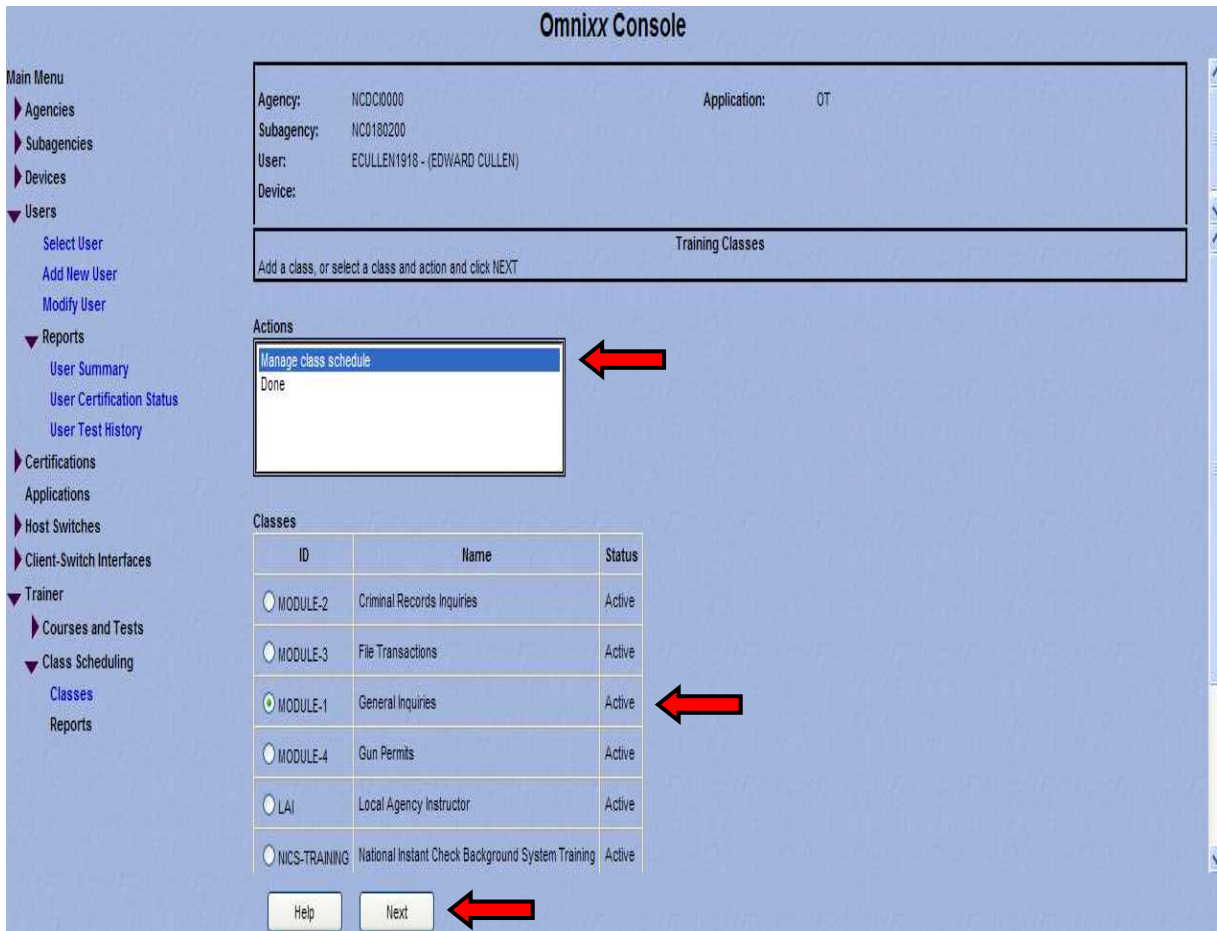 Omnixx Console
Main Menu
Agencies
Subagencies
Devices
Users
Select User
Add New User
Modify User
Reports
User Summary
User Certification Status
User Test History
Certifications
Applications
Host Switches
Client-Switch Interfaces
Trainer
Courses and Tests
Class Scheduling
Classes
Reports
Agency: NCDCI0000 Application: OT
Subagency: NC0180200
User: ECULLEN1918 - (EDWARD CULLEN)
Device:
Training Classes
Add a class, or select a class and action and click NEXT
Actions
Manage class schedule
Done
Classes
ID Name Status
MODULE-2 Criminal Records Inquiries Active
MODULE-3 File Transactions Active
MODULE-1 General Inquiries Active
MODULE-4 Gun Permits Active
LAI Local Agency Instructor Active
NICS-TRAINING National Instant Check Background System Training Active
Help Next